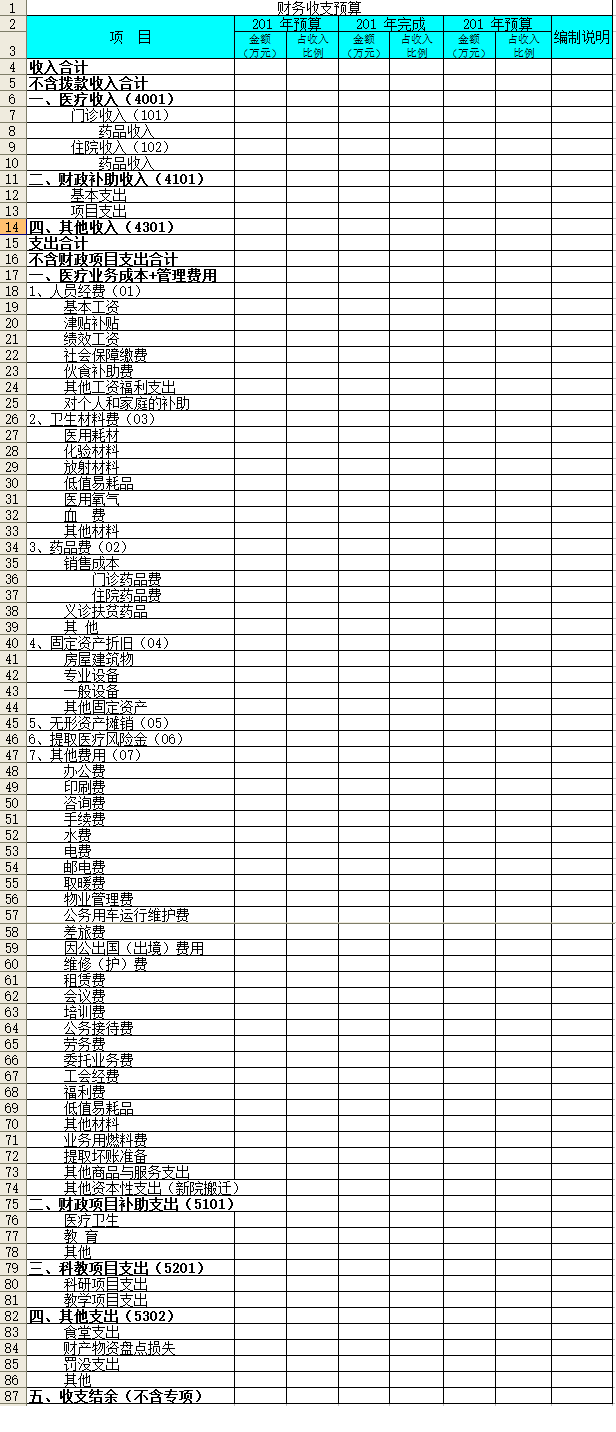 1 财务收支预算
2 项 目 201 年预算 201 年完成 201 年预算 编制说明
3 金额（万元） 占收入比例 金额（万元） 占收入比例 金额（万元） 占收入比例
4 收入合计
5 不含拨款收入合计
6 一、医疗收入（4001）
7 门诊收入（101）
8 药品收入
9 住院收入（102）
10 药品收入
11 二、财政补助收入（4101）
12 基本支出
13 项目支出
14 四、其他收入（4301）
15 支出合计
16 不含财政项目支出合计
17 一、医疗业务成本+管理费用
18 1、人员经费（01）
19 基本工资
20 津贴补贴
21 绩效工资
22 社会保障缴费
23 伙食补助费
24 其他工资福利支出
25 对个人和家庭的补助
26 2、卫生材料费（03）
27 医用耗材
28 化验材料
29 放射材料
30 低值易耗品
31 医用氧气
32 血 费
33 其他材料
34 3、药品费（02）
35 销售成本
36 门诊药品费
37 住院药品费
38 义诊扶贫药品
39 其 他
40 4、固定资产折旧（04）
41 房屋建筑物
42 专业设备
43 一般设备
44 其他固定资产
45 5、无形资产摊销（05）
46 6、提取医疗风险金（06）
47 7、其他费用（07）
48 办公费
49 印刷费
50 咨询费
51 手续费
52 水费
53 电费
54 邮电费
55 取暖费
56 物业管理费
57 公务用车运行维护费
58 差旅费
59 因公出国（出境）费用
60 维修（护）费
61 租赁费
62 会议费
63 培训费
64 公务接待费
65 劳务费
66 委托业务费
67 工会经费
68 福利费
69 低值易耗品
70 其他材料
71 业务用燃料费
72 提取坏账准备
73 其他商品与服务支出
74 其他资本性支出（新院搬迁）
75 二、财政项目补助支出（5101）
76 医疗卫生
77 教 育
78 其他
79 三、科教项目支出（5201）
80 科研项目支出
81 教学项目支出
82 四、其他支出（5302）
83 食堂支出
84 财产物资盘点损失
85 罚没支出
86 其他
87 五、收支结余（不含专项）